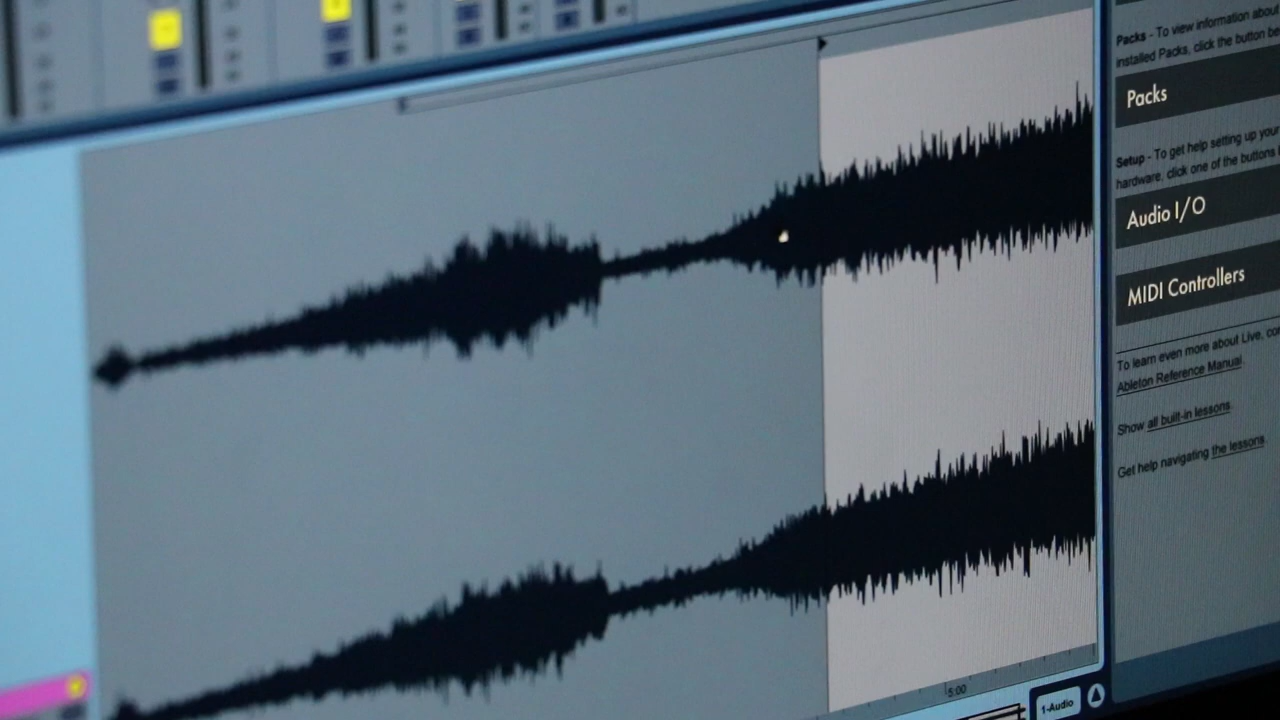 Packs - To view information about
installed Packs, click the button be
Packs
Setup - To get help setting up your
hardware, click one of the buttons
Audio I/O
MIDI Controllers
To learn even more about Live, con
Ableton Reference Manual.
Show all built-in lessons.
Get help navigating the lessons.
5:00
1-Audio